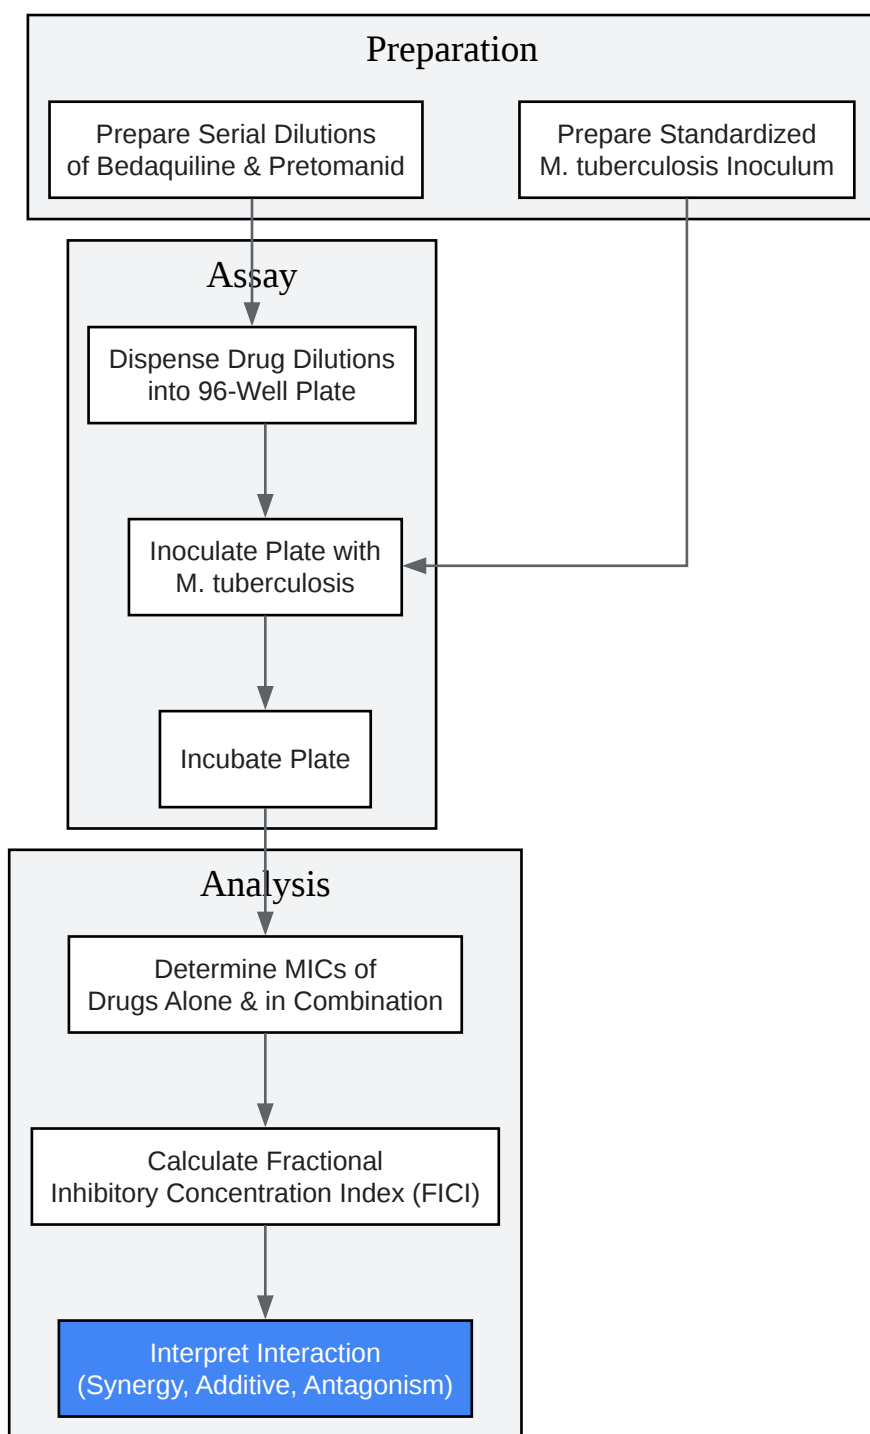 Preparation
Prepare Serial Dilutions
of Bedaquiline & Pretomanid
Prepare Standardized
M. tuberculosis Inoculum
Assay
Dispense Drug Dilutions
into 96-Well Plate
Inoculate Plate with
M. tuberculosis
Incubate Plate
Analysis
Determine MICs of
Drugs Alone & in Combination
Calculate Fractional
Inhibitory Concentration Index (FICI)
Interpret Interaction
(Synergy, Additive, Antagonism)